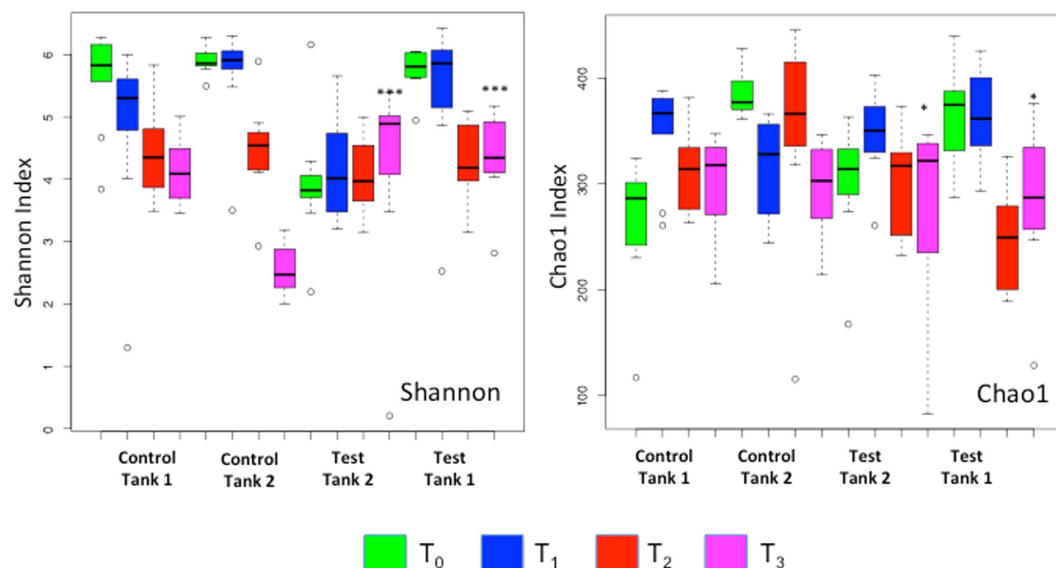 Shannon Index
6
5
4
3
2
1
0
***
***
Shannon
Control Tank 1
Control Tank 2
Test Tank 2
Test Tank 1
Chao1 Index
400
300
200
100
*
*
Chao1
Control Tank 1
Control Tank 2
Test Tank 2
Test Tank 1
T0
T1
T2
T3